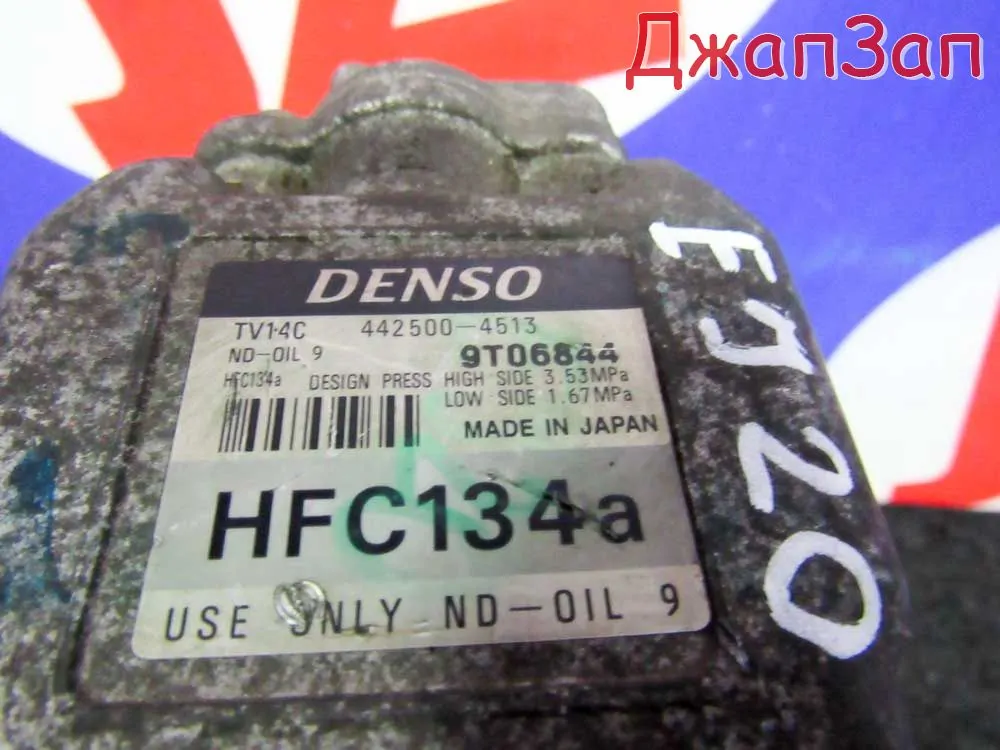 ДжапЗап
DENSO
TV14C 442500-4513
ND-OIL 9 9T06844
HFC134a DESIGN PRESS HIGH SIDE 3.53MPa
LOW SIDE 1.67MPa
MADE IN JAPAN
HFC134a
USE ONLY ND-OIL 9
EJ20